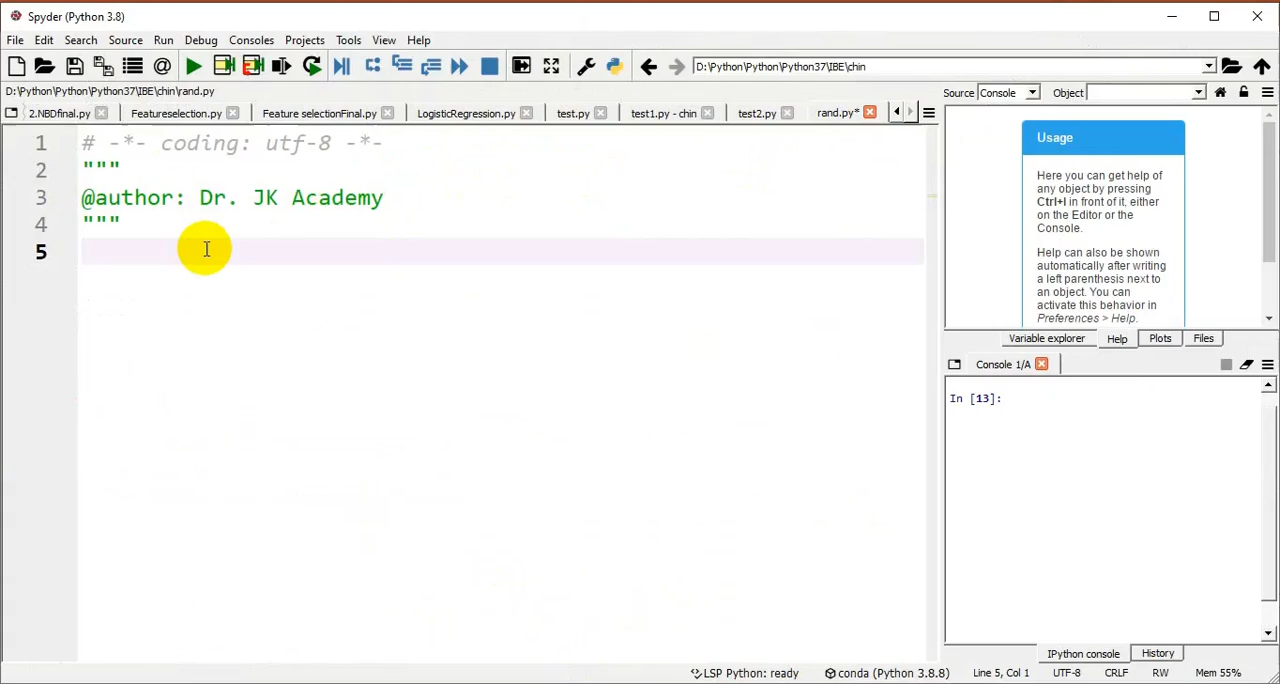 Spyder (Python 3.8)
File Edit Search Source Run Debug Consoles Projects Tools View Help
D:\Python\Python\Python37\IBE\chin
D:\Python\Python\Python37\IBE\chin\rand.py
Source Console Object
2.NBDfinal.py Featureselection.py Feature selectionFinal.py LogisticRegression.py test.py test1.py - chin test2.py rand.py*
1 # -*- coding: utf-8 -*-
2 """
3 @author: Dr. JK Academy
4 """
5
Usage
Here you can get help of
any object by pressing
Ctrl+I in front of it, either
on the Editor or the
Console.
Help can also be shown
automatically after writing
a left parenthesis next to
an object. You can
activate this behavior in
Preferences > Help.
Variable explorer Help Plots Files
Console 1/A
In [13]:
IPython console History
LSP Python: ready conda (Python 3.8.8) Line 5, Col 1 UTF-8 CRLF RW Mem 55%